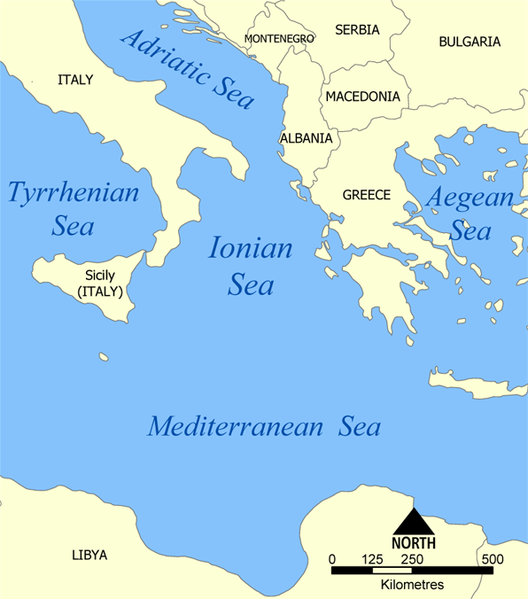 SERBIA
MONTENEGRO
BULGARIA
Adriatic Sea
ITALY
MACEDONIA
ALBANIA
Tyrrhenian
Sea
GREECE
Aegean
Sea
Ionian
Sea
Sicily
(ITALY)
Mediterranean Sea
NORTH
LIBYA
0 125 250 500
Kilometres